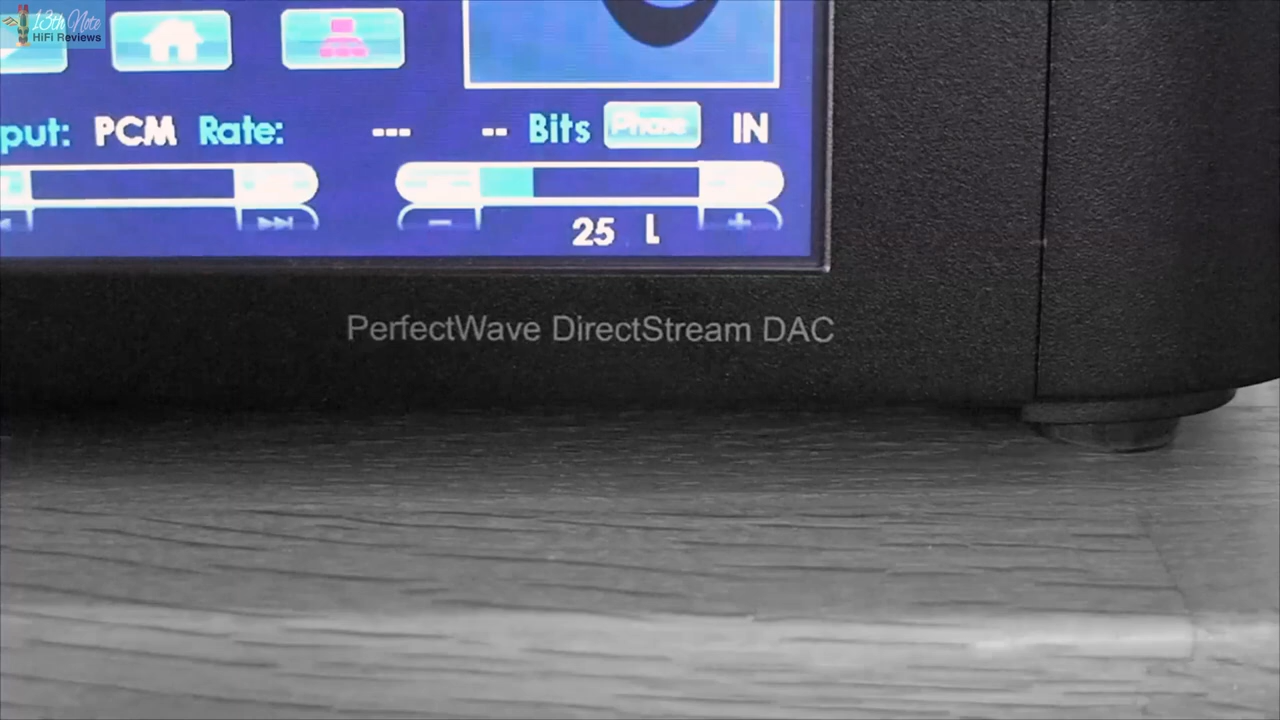 13th Note
HiFi Reviews
put: PCM Rate: --- -- Bits Phase IN
25 L
PerfectWave DirectStream DAC